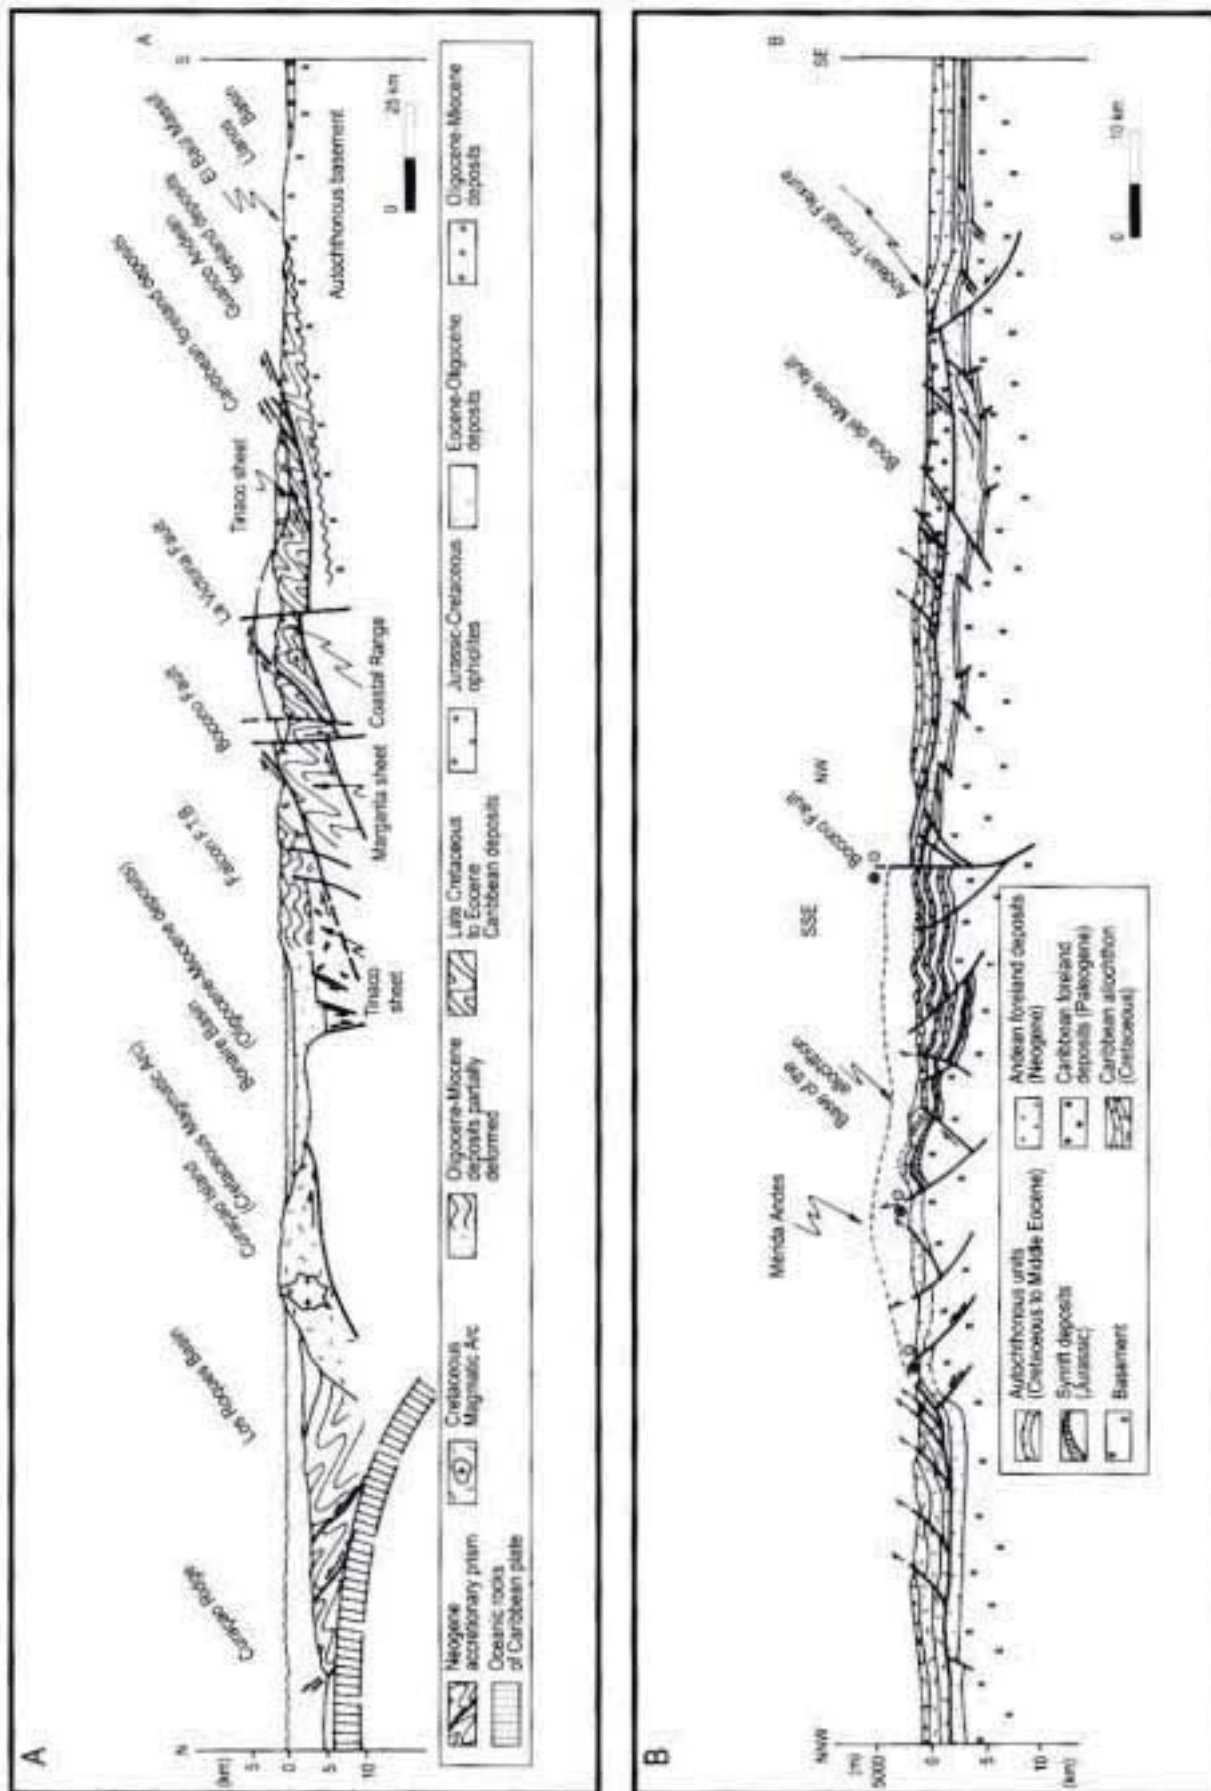 A
N
S
A
(km)
5
0
5
10
Curaçao Ridge
Los Roques Basin
Curaçao Island
(Cretaceous Magmatic Arc)
Bonaire Basin
(Oligocene-Miocene deposits)
Falcon F.T.B
Bocono Fault
La Victoria Fault
Tinaco sheet
Caribbean foreland deposits
Guarico Andean
foreland deposits
El Baúl Massif
Llanos
Basin
Tinaco
sheet
Margarita sheet
Coastal Range
Autochthonous basement
0
25 km
Neogene
accretionary prism
Oceanic rocks
of Caribbean plate
Cretaceous
Magmatic Arc
Oligocene-Miocene
deposits partially
deformed
Late Cretaceous
to Eocene
Caribbean deposits
Jurassic-Cretaceous
ophiolites
Eocene-Oligocene
deposits
Oligocene-Miocene
deposits
B
NNW
SSE
NW
SE
B
(m)
5000
0
5
10
(km)
Mérida Andes
Base of the
allochthon
Bocono Fault
Boca del Monte fault
Andean Frontal Flexure
0
10 km
Autochthonous units
(Cretaceous to Middle Eocene)
Synrift deposits
(Jurassic)
Basement
Andean foreland deposits
(Neogene)
Caribbean foreland
deposits (Paleogene)
Caribbean allochthon
(Cretaceous)